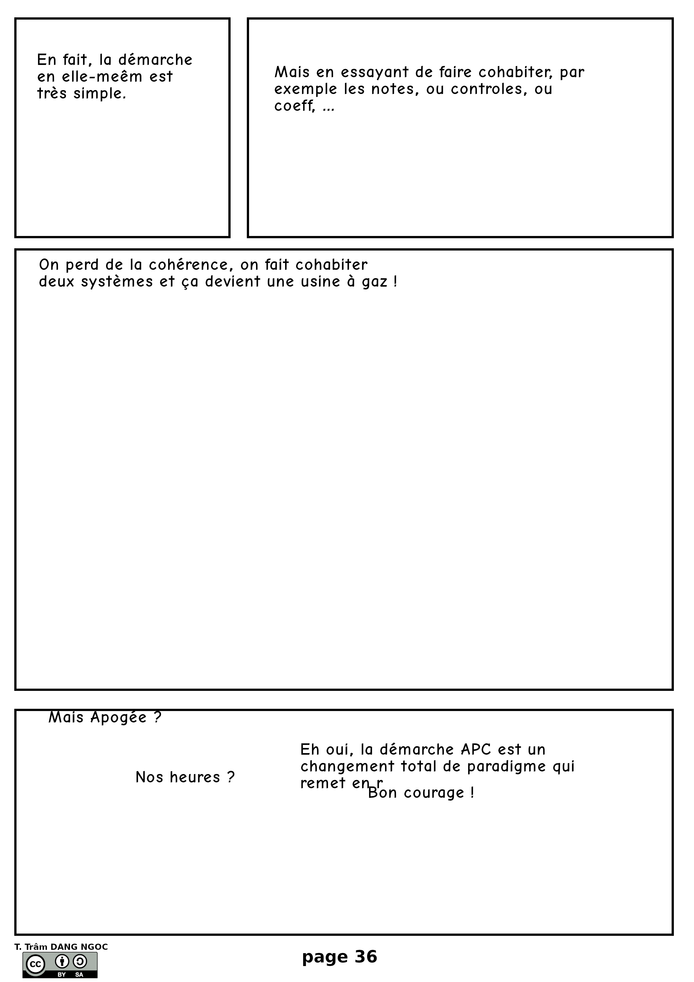 En fait, la démarche
en elle-meêm est
très simple.
Mais en essayant de faire cohabiter, par
exemple les notes, ou controles, ou
coeff, ...
On perd de la cohérence, on fait cohabiter
deux systèmes et ça devient une usine à gaz !
Mais Apogée ?
Nos heures ?
Eh oui, la démarche APC est un
changement total de paradigme qui
remet en r
Bon courage !
T. Trâm DANG NGOC
cc BY SA
page 36